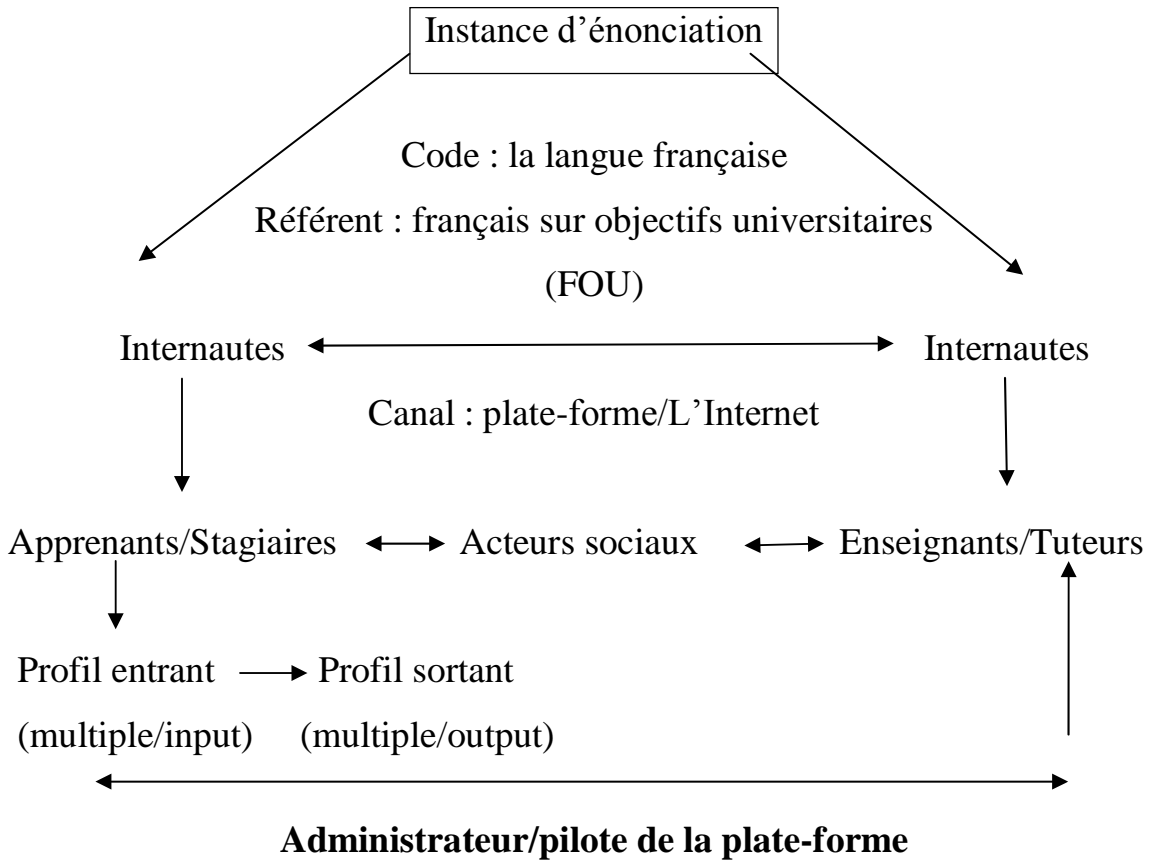 Instance d’énonciation
Code : la langue française
Référent : français sur objectifs universitaires
(FOU)
Internautes Internautes
Canal : plate-forme/L’Internet
Apprenants/Stagiaires Acteurs sociaux Enseignants/Tuteurs
Profil entrant Profil sortant
(multiple/input) (multiple/output)
Administrateur/pilote de la plate-forme